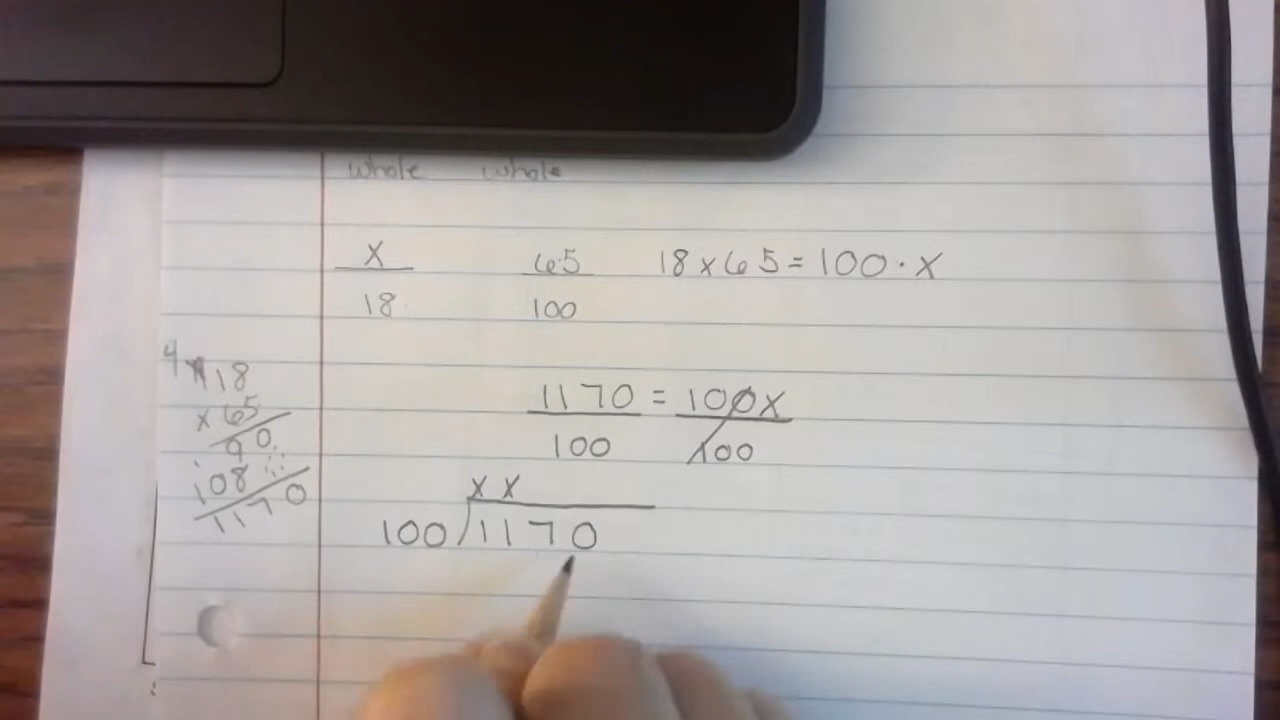 whole whole
x 65 18 x 65 = 100 · x
18 100
4 18
x 65
90
108
1170
1170 = 100x
100 100
x x
100 1170